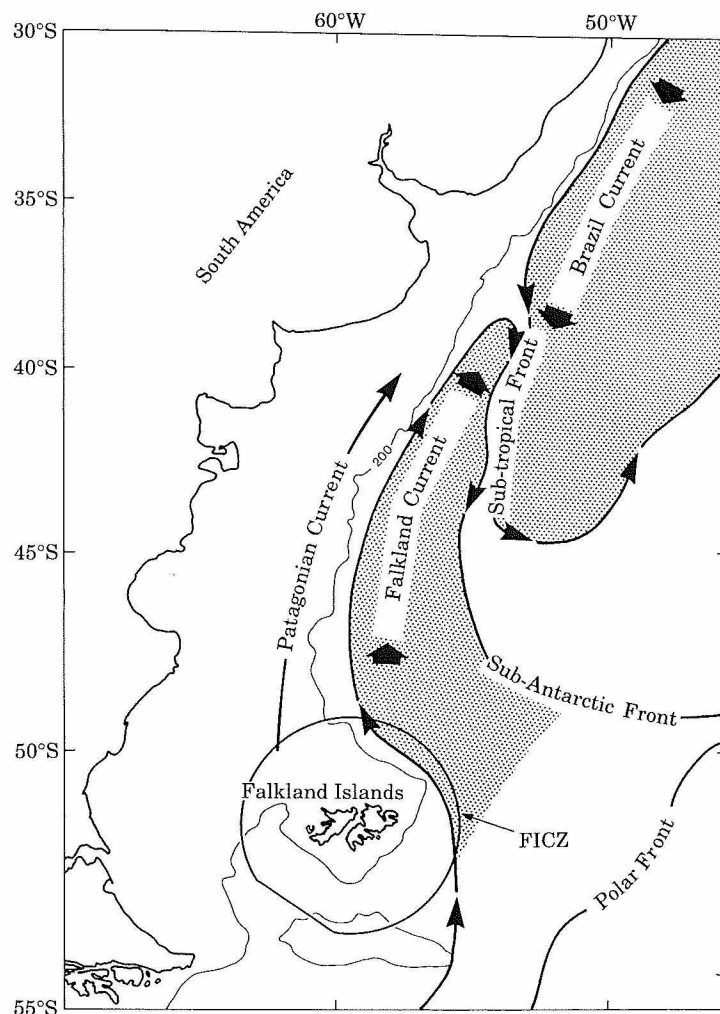 60°W
50°W
30°S
35°S
40°S
45°S
50°S
55°S
South America
Brazil Current
Sub-tropical Front
200
Falkland Current
Patagonian Current
Sub-Antarctic Front
Falkland Islands
FICZ
Polar Front